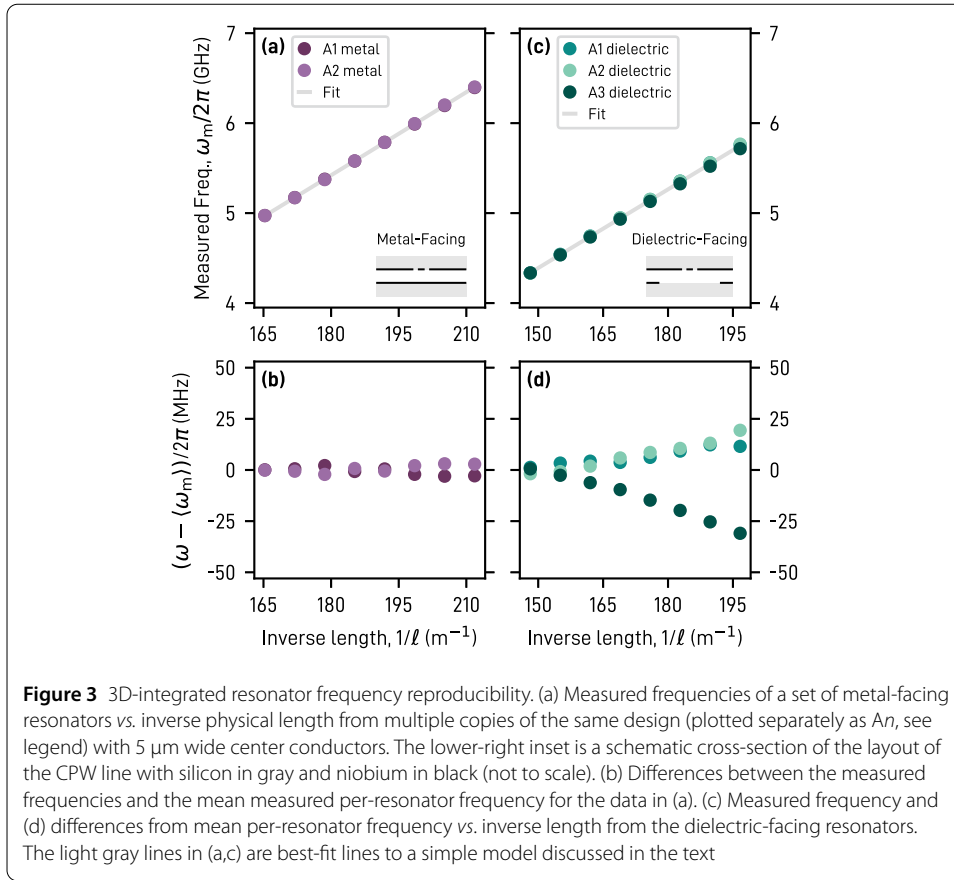 (a)
A1 metal
A2 metal
Fit
Metal-Facing
Measured Freq., ωₘ/2π (GHz)
7
6
5
4
165 180 195 210
(c)
A1 dielectric
A2 dielectric
A3 dielectric
Fit
Dielectric-Facing
7
6
5
4
150 165 180 195
(b)
(ω − ⟨ωₘ⟩)/2π (MHz)
50
25
0
−25
−50
165 180 195 210
Inverse length, 1/ℓ (m⁻¹)
(d)
50
25
0
−25
−50
150 165 180 195
Inverse length, 1/ℓ (m⁻¹)
Figure 3 3D-integrated resonator frequency reproducibility. (a) Measured frequencies of a set of metal-facing
resonators vs. inverse physical length from multiple copies of the same design (plotted separately as An, see
legend) with 5 μm wide center conductors. The lower-right inset is a schematic cross-section of the layout of
the CPW line with silicon in gray and niobium in black (not to scale). (b) Differences between the measured
frequencies and the mean measured per-resonator frequency for the data in (a). (c) Measured frequency and
(d) differences from mean per-resonator frequency vs. inverse length from the dielectric-facing resonators.
The light gray lines in (a,c) are best-fit lines to a simple model discussed in the text